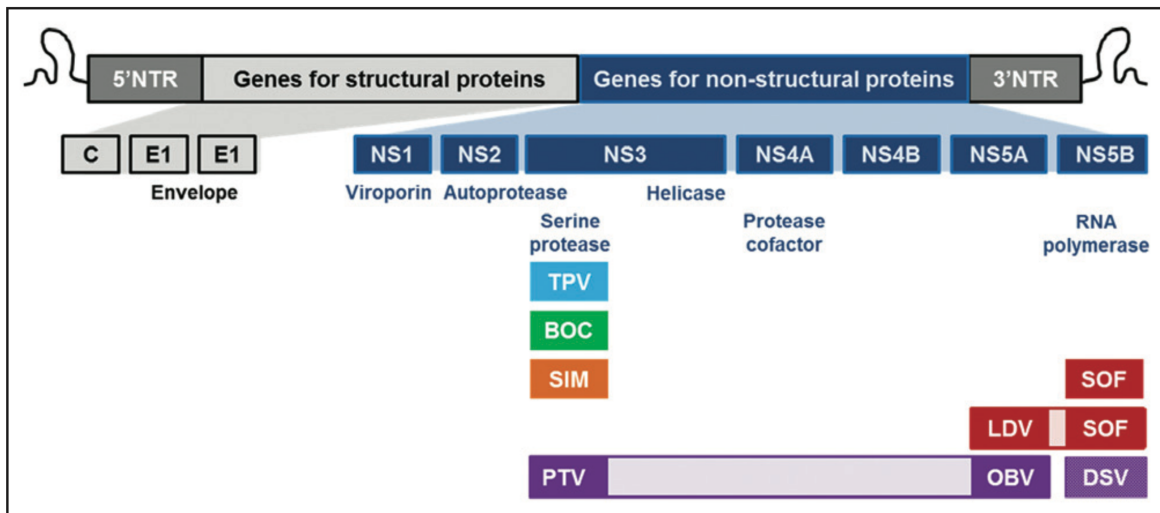 5'NTR Genes for structural proteins Genes for non-structural proteins 3'NTR
C E1 E1 NS1 NS2 NS3 NS4A NS4B NS5A NS5B
Envelope Viroporin Autoprotease Helicase
Serine protease Protease cofactor RNA polymerase
TPV
BOC
SIM SOF
LDV SOF
PTV OBV DSV